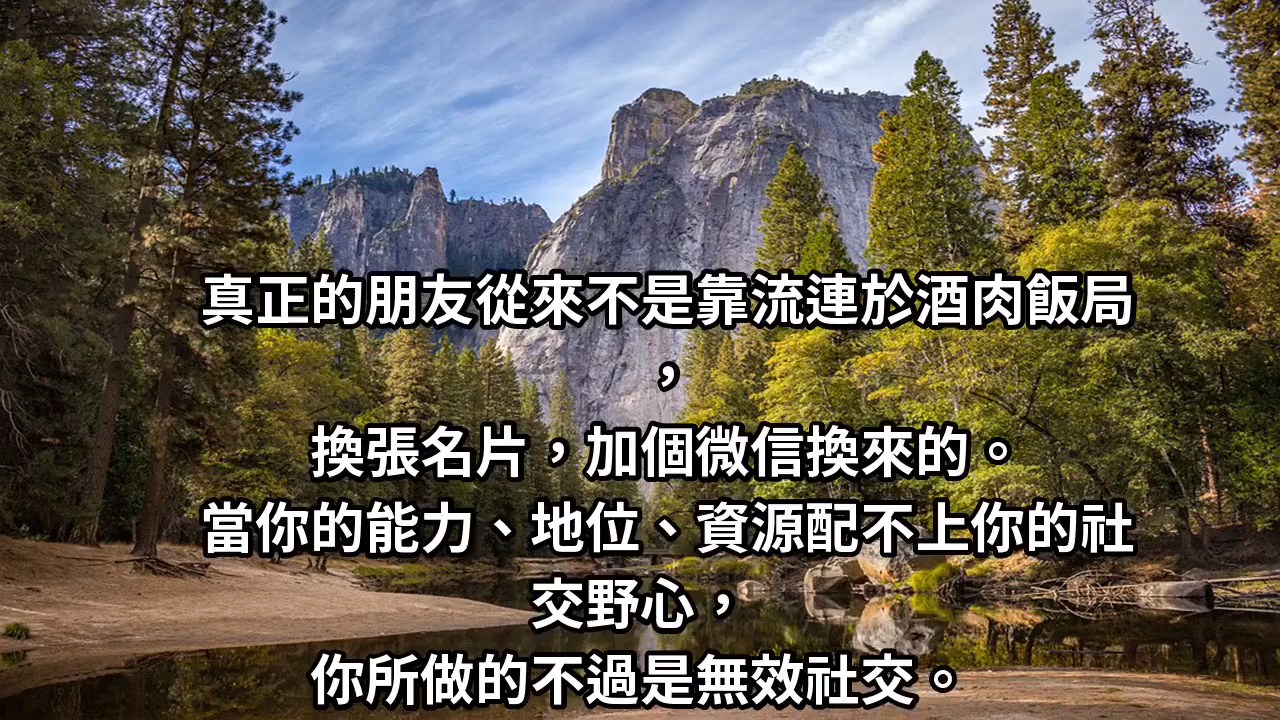 真正的朋友從來不是靠流連於酒肉飯局
，
換張名片，加個微信換來的。
當你的能力、地位、資源配不上你的社
交野心，
你所做的不過是無效社交。